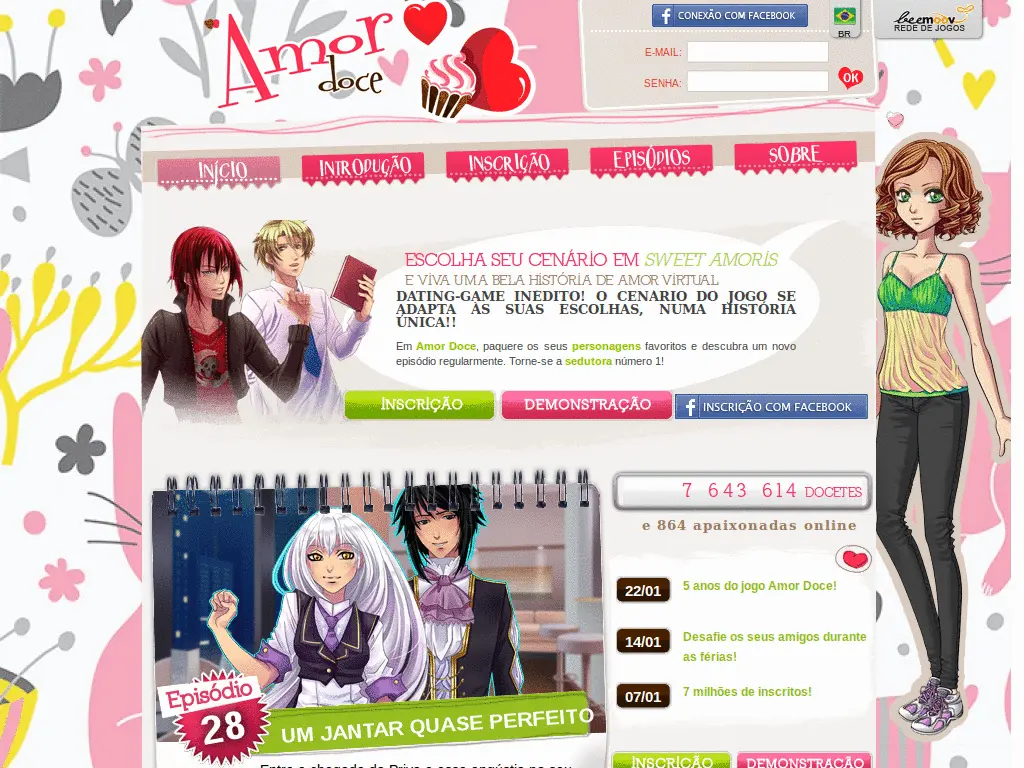 Amor
doce
CONEXÃO COM FACEBOOK
BR
beemoov
REDE DE JOGOS
E-MAIL:
SENHA:
OK
INÍCIO
INTRODUÇÃO
INSCRIÇÃO
EPISÓDIOS
SOBRE
ESCOLHA SEU CENÁRIO EM SWEET AMORIS
E VIVA UMA BELA HISTÓRIA DE AMOR VIRTUAL
DATING-GAME INEDITO! O CENARIO DO JOGO SE
ADAPTA ÀS SUAS ESCOLHAS, NUMA HISTÓRIA
ÚNICA!!
Em Amor Doce, paquere os seus personagens favoritos e descubra um novo
episódio regularmente. Torne-se a sedutora número 1!
INSCRIÇÃO
DEMONSTRAÇÃO
INSCRIÇÃO COM FACEBOOK
7 643 614 DOCETES
e 864 apaixonadas online
22/01
5 anos do jogo Amor Doce!
14/01
Desafie os seus amigos durante
as férias!
07/01
7 milhões de inscritos!
Episódio
28
UM JANTAR QUASE PERFEITO
INSCRIÇÃO
DEMONSTRAÇÃO